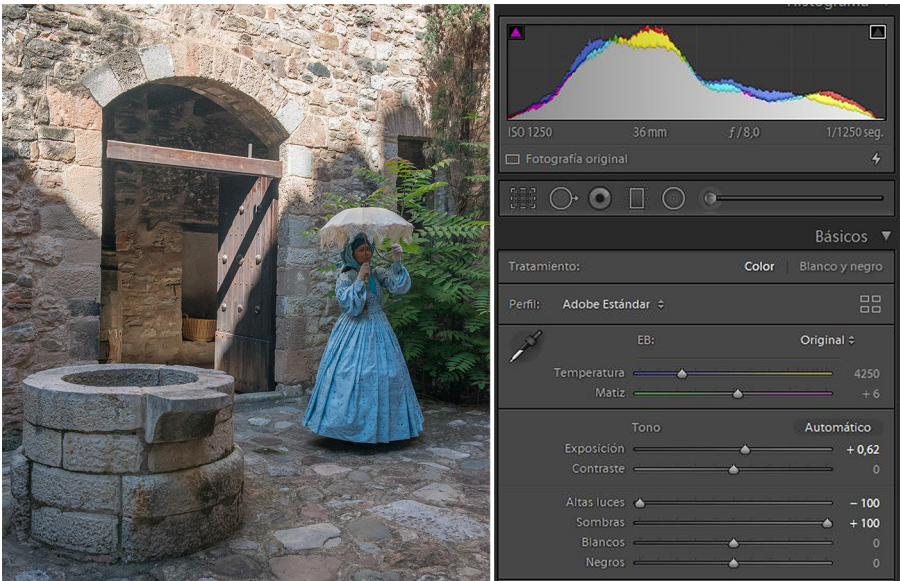 Histograma
ISO 1250 36 mm ƒ / 8,0 1/1250 seg.
Fotografía original
Básicos
Tratamiento: Color Blanco y negro
Perfil: Adobe Estándar
EB: Original
Temperatura 4250
Matiz + 6
Tono Automático
Exposición + 0,62
Contraste 0
Altas luces − 100
Sombras + 100
Blancos 0
Negros 0